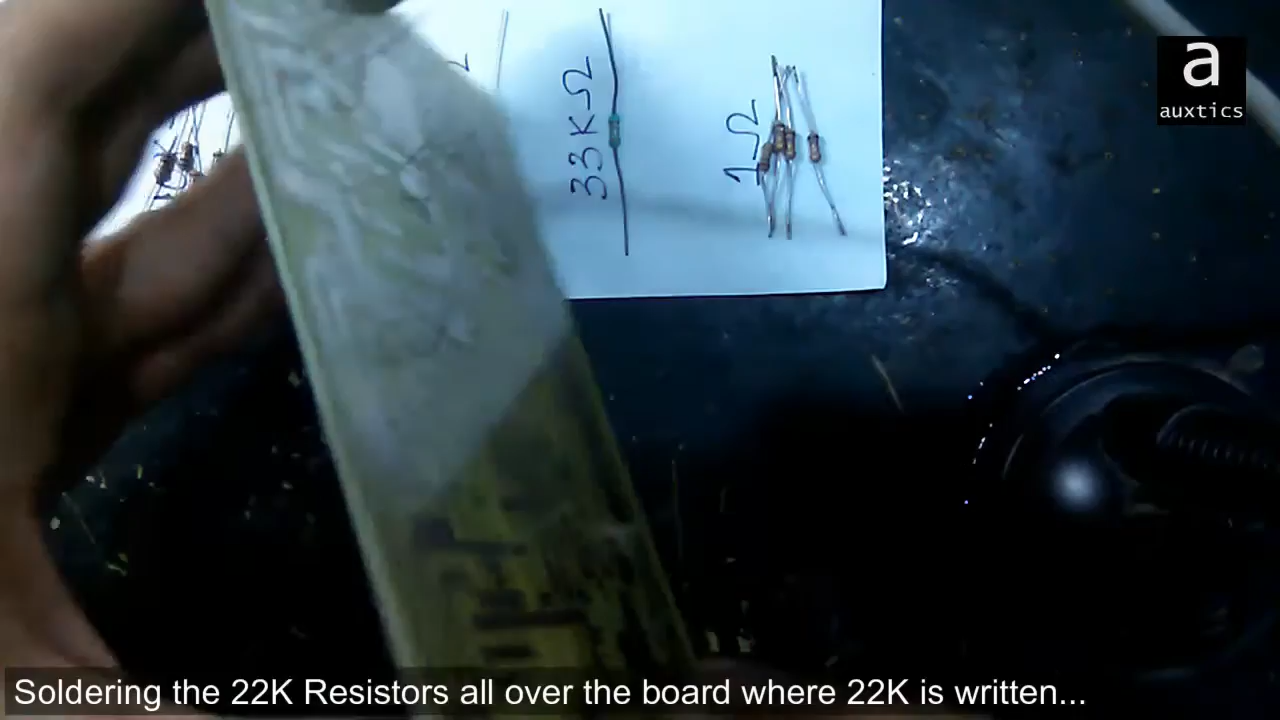 33KΩ
1Ω
a
auxtics
Soldering the 22K Resistors all over the board where 22K is written...